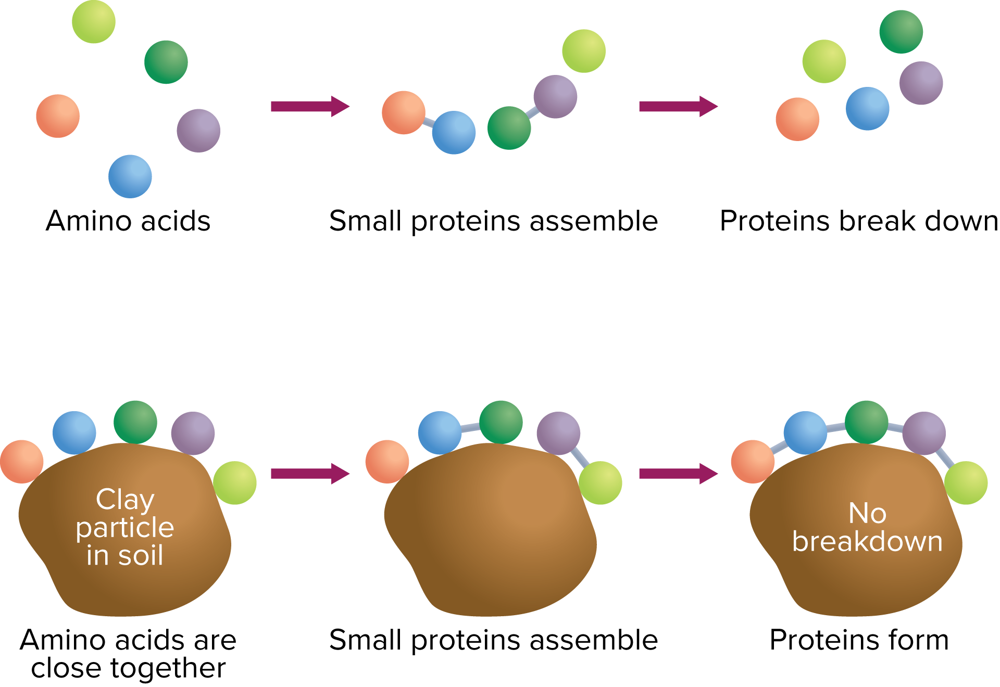 Amino acids
Small proteins assemble
Proteins break down
Clay
particle
in soil
No
breakdown
Amino acids are
close together
Small proteins assemble
Proteins form